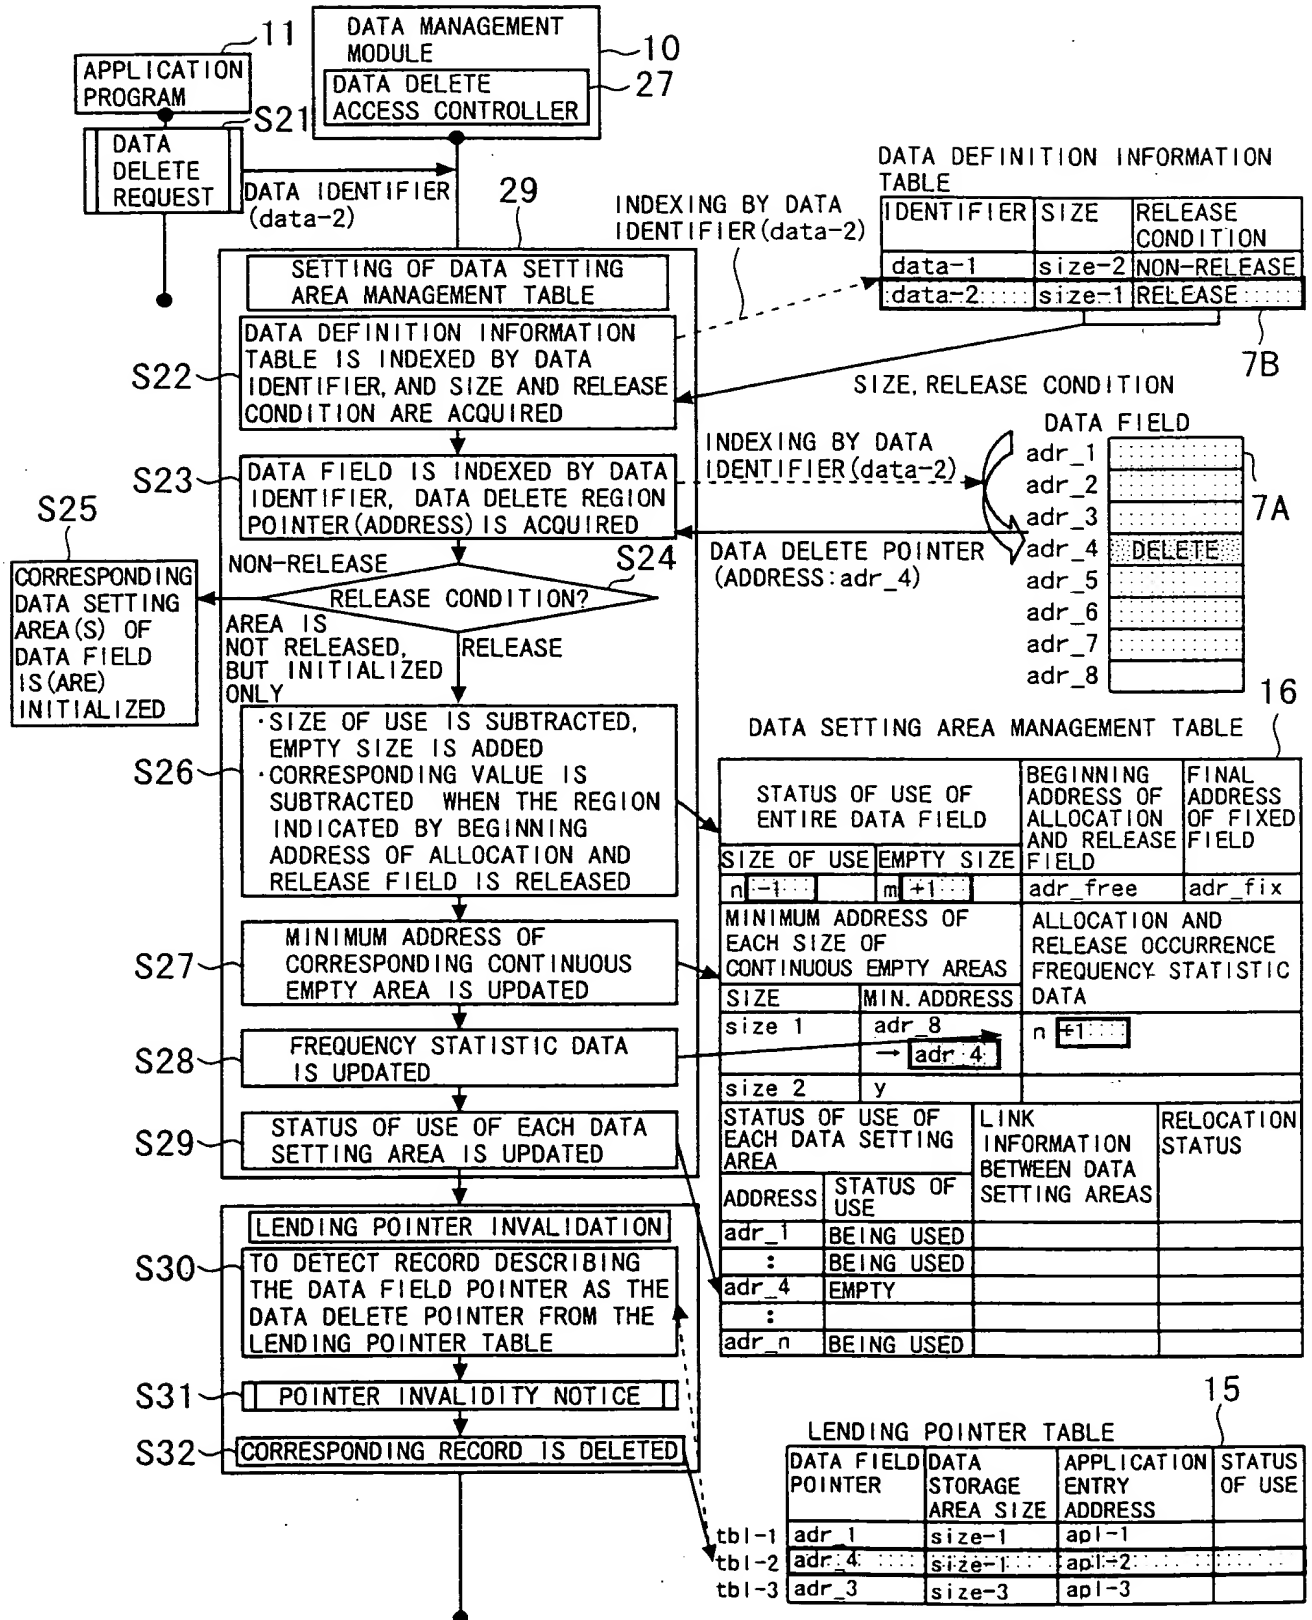 11
APPLICATION
PROGRAM
DATA MANAGEMENT
MODULE
10
DATA DELETE
ACCESS CONTROLLER
27
S21
DATA
DELETE
REQUEST
DATA IDENTIFIER
(data-2)
29
INDEXING BY DATA
IDENTIFIER(data-2)
DATA DEFINITION INFORMATION
TABLE
IDENTIFIER SIZE RELEASE
CONDITION
data-1 size-2 NON-RELEASE
data-2 size-1 RELEASE
7B
SETTING OF DATA SETTING
AREA MANAGEMENT TABLE
S22
DATA DEFINITION INFORMATION
TABLE IS INDEXED BY DATA
IDENTIFIER, AND SIZE AND RELEASE
CONDITION ARE ACQUIRED
SIZE, RELEASE CONDITION
S23
DATA FIELD IS INDEXED BY DATA
IDENTIFIER, DATA DELETE REGION
POINTER(ADDRESS) IS ACQUIRED
INDEXING BY DATA
IDENTIFIER(data-2)
DATA DELETE POINTER
(ADDRESS:adr_4)
DATA FIELD
adr_1
adr_2
adr_3
adr_4 DELETE
adr_5
adr_6
adr_7
adr_8
7A
S24
RELEASE CONDITION?
NON-RELEASE
AREA IS
NOT RELEASED,
BUT INITIALIZED
ONLY
RELEASE
S25
CORRESPONDING
DATA SETTING
AREA(S) OF
DATA FIELD
IS(ARE)
INITIALIZED
S26
·SIZE OF USE IS SUBTRACTED,
EMPTY SIZE IS ADDED
·CORRESPONDING VALUE IS
SUBTRACTED WHEN THE REGION
INDICATED BY BEGINNING
ADDRESS OF ALLOCATION AND
RELEASE FIELD IS RELEASED
S27
MINIMUM ADDRESS OF
CORRESPONDING CONTINUOUS
EMPTY AREA IS UPDATED
S28
FREQUENCY STATISTIC DATA
IS UPDATED
S29
STATUS OF USE OF EACH DATA
SETTING AREA IS UPDATED
16
DATA SETTING AREA MANAGEMENT TABLE
STATUS OF USE OF
ENTIRE DATA FIELD
BEGINNING
ADDRESS OF
ALLOCATION
AND RELEASE
FIELD
FINAL
ADDRESS
OF FIXED
FIELD
SIZE OF USE EMPTY SIZE
n -1 m +1 adr_free adr_fix
MINIMUM ADDRESS OF
EACH SIZE OF
CONTINUOUS EMPTY AREAS
ALLOCATION AND
RELEASE OCCURRENCE
FREQUENCY STATISTIC
DATA
SIZE MIN. ADDRESS
size 1 adr_8 n +1
→ adr_4
size 2 y
STATUS OF USE OF
EACH DATA SETTING
AREA
LINK
INFORMATION
BETWEEN DATA
SETTING AREAS
RELOCATION
STATUS
ADDRESS STATUS OF
USE
adr_1 BEING USED
: BEING USED
adr_4 EMPTY
:
adr_n BEING USED
LENDING POINTER INVALIDATION
S30
TO DETECT RECORD DESCRIBING
THE DATA FIELD POINTER AS THE
DATA DELETE POINTER FROM THE
LENDING POINTER TABLE
S31
POINTER INVALIDITY NOTICE
S32
CORRESPONDING RECORD IS DELETED
15
LENDING POINTER TABLE
DATA FIELD
POINTER
DATA
STORAGE
AREA SIZE
APPLICATION
ENTRY
ADDRESS
STATUS
OF USE
tbl-1 adr_1 size-1 apl-1
tbl-2 adr_4 size-1 apl-2
tbl-3 adr_3 size-3 apl-3